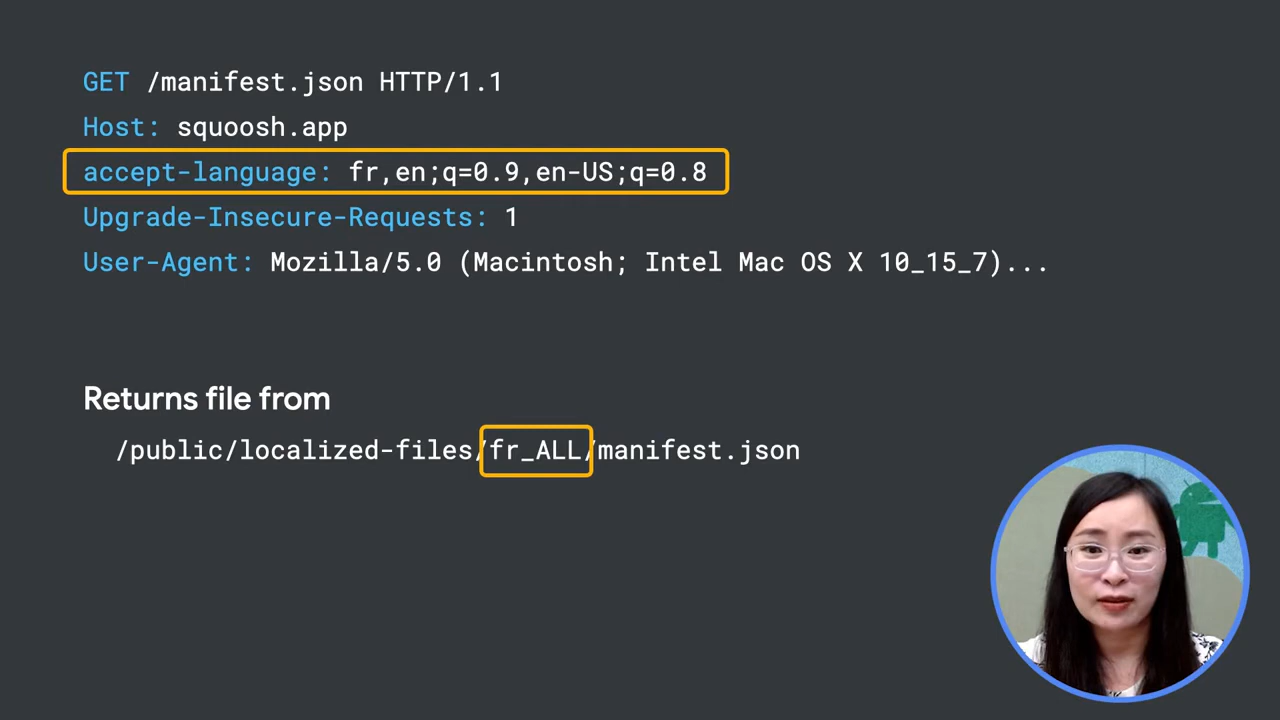 GET /manifest.json HTTP/1.1
Host: squoosh.app
accept-language: fr,en;q=0.9,en-US;q=0.8
Upgrade-Insecure-Requests: 1
User-Agent: Mozilla/5.0 (Macintosh; Intel Mac OS X 10_15_7)...
Returns file from
/public/localized-files/fr_ALL/manifest.json